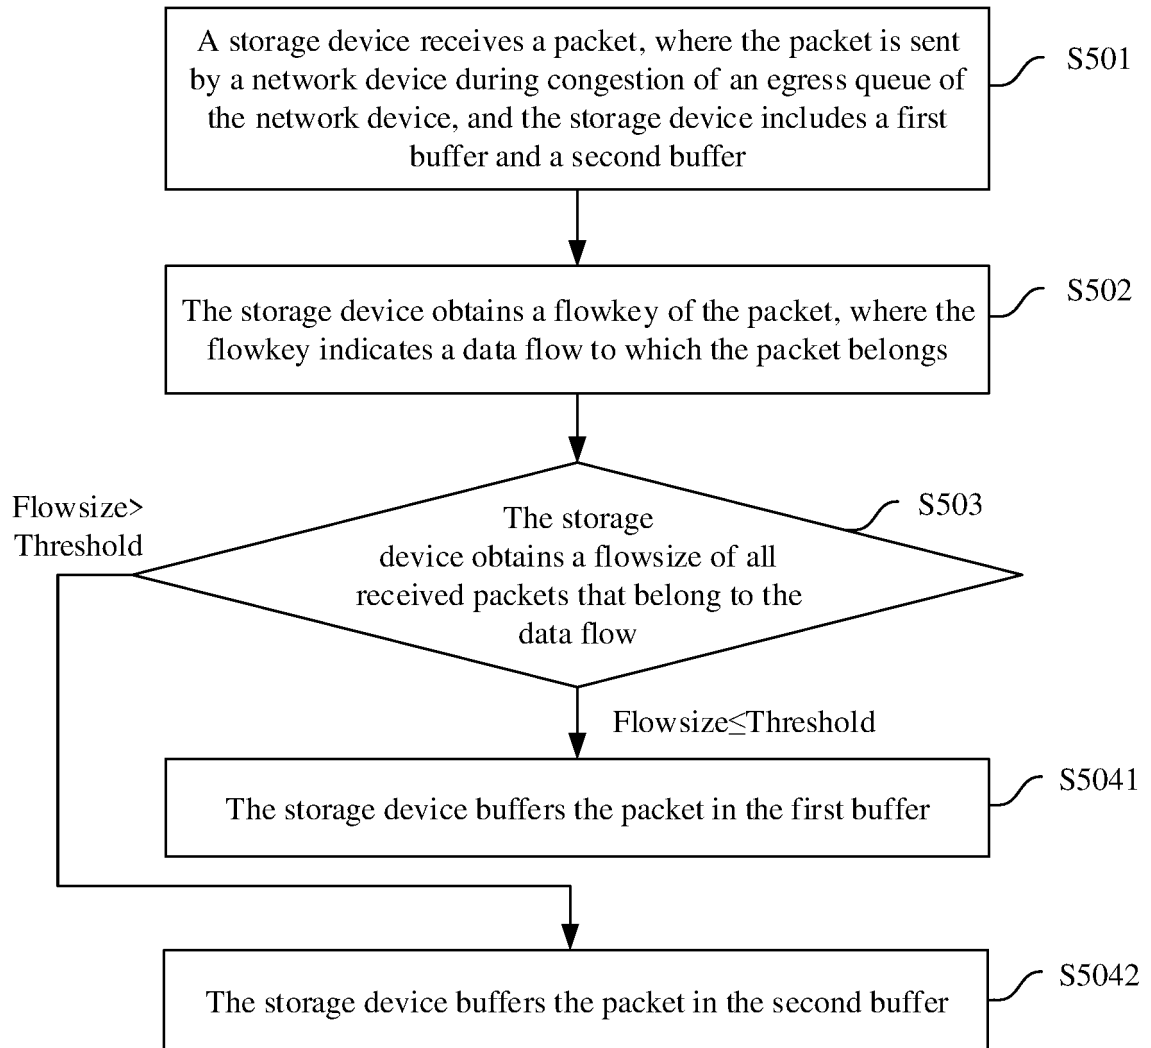 A storage device receives a packet, where the packet is sent
by a network device during congestion of an egress queue of
the network device, and the storage device includes a first
buffer and a second buffer
S501
The storage device obtains a flowkey of the packet, where the
flowkey indicates a data flow to which the packet belongs
S502
The storage
device obtains a flowsize of all
received packets that belong to the
data flow
S503
Flowsize>
Threshold
Flowsize≤Threshold
The storage device buffers the packet in the first buffer
S5041
The storage device buffers the packet in the second buffer
S5042